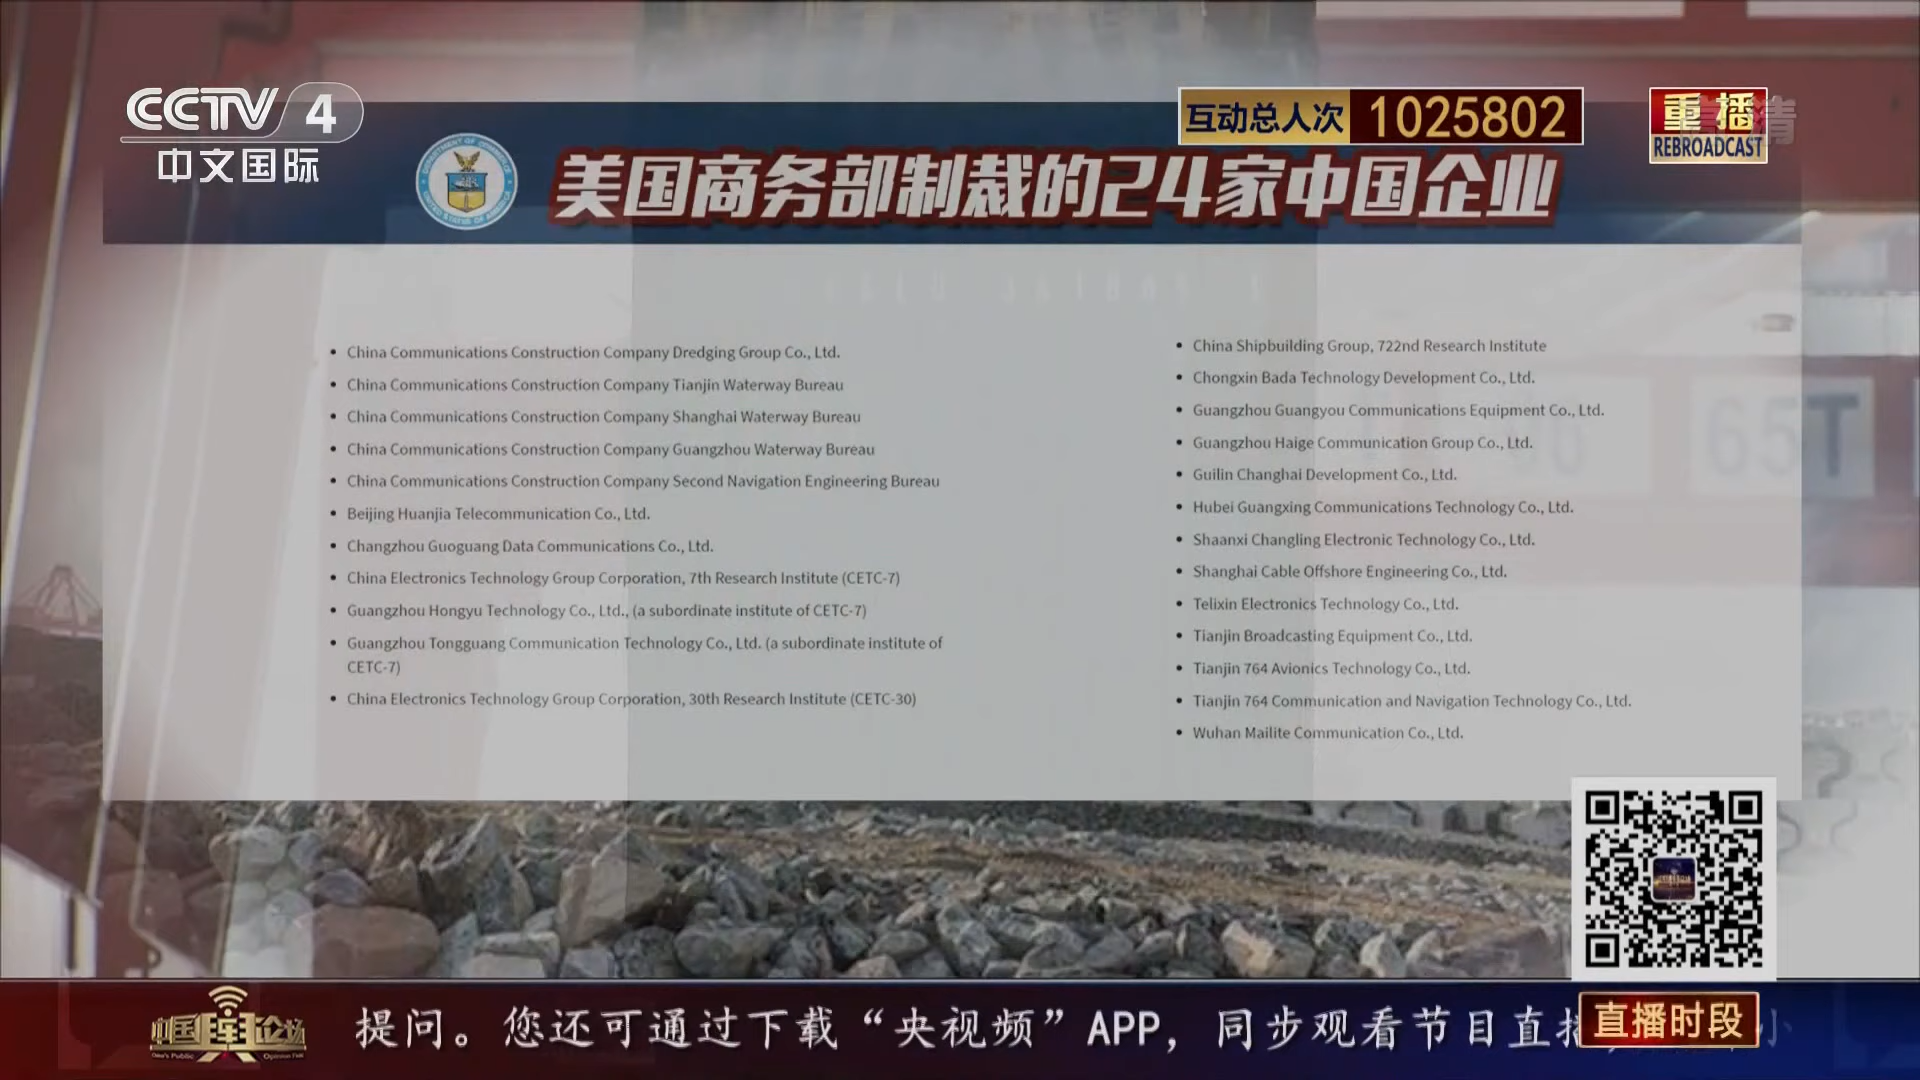 CCTV 4
中文国际
互动总人次 1025802
重播
REBROADCAST
美国商务部制裁的24家中国企业
• China Communications Construction Company Dredging Group Co., Ltd.
• China Communications Construction Company Tianjin Waterway Bureau
• China Communications Construction Company Shanghai Waterway Bureau
• China Communications Construction Company Guangzhou Waterway Bureau
• China Communications Construction Company Second Navigation Engineering Bureau
• Beijing Huanjia Telecommunication Co., Ltd.
• Changzhou Guoguang Data Communications Co., Ltd.
• China Electronics Technology Group Corporation, 7th Research Institute (CETC-7)
• Guangzhou Hongyu Technology Co., Ltd., (a subordinate institute of CETC-7)
• Guangzhou Tongguang Communication Technology Co., Ltd. (a subordinate institute of
CETC-7)
• China Electronics Technology Group Corporation, 30th Research Institute (CETC-30)
• China Shipbuilding Group, 722nd Research Institute
• Chongxin Bada Technology Development Co., Ltd.
• Guangzhou Guangyou Communications Equipment Co., Ltd.
• Guangzhou Haige Communication Group Co., Ltd.
• Guilin Changhai Development Co., Ltd.
• Hubei Guangxing Communications Technology Co., Ltd.
• Shaanxi Changling Electronic Technology Co., Ltd.
• Shanghai Cable Offshore Engineering Co., Ltd.
• Telixin Electronics Technology Co., Ltd.
• Tianjin Broadcasting Equipment Co., Ltd.
• Tianjin 764 Avionics Technology Co., Ltd.
• Tianjin 764 Communication and Navigation Technology Co., Ltd.
• Wuhan Mailite Communication Co., Ltd.
65T
中国舆论场
提问。您还可通过下载“央视频”APP，同步观看节目直播
直播时段